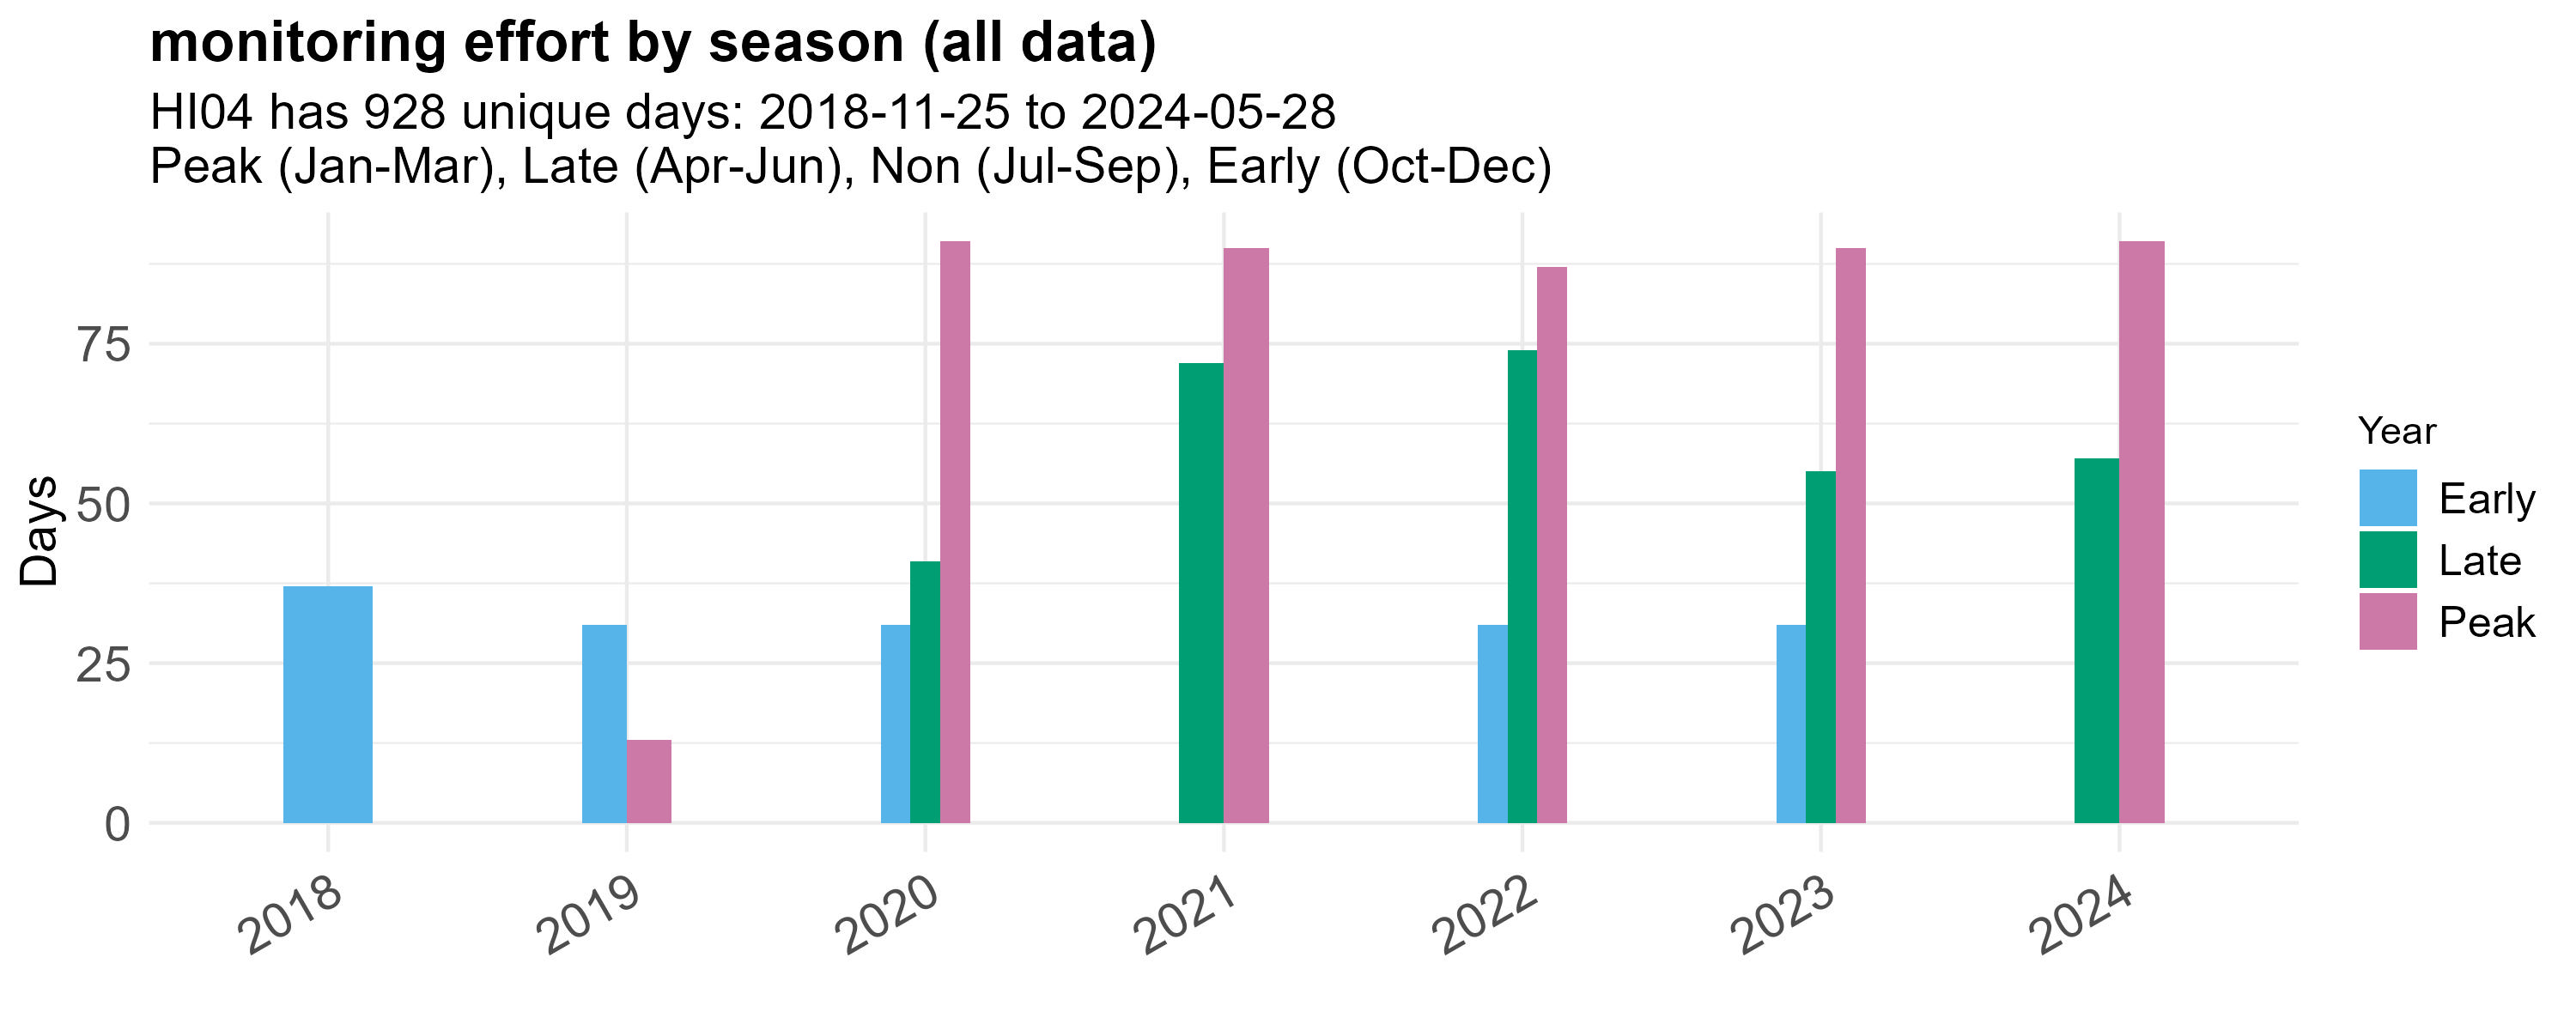 monitoring effort by season (all data)
HI04 has 928 unique days: 2018-11-25 to 2024-05-28
Peak (Jan-Mar), Late (Apr-Jun), Non (Jul-Sep), Early (Oct-Dec)
Days
75
50
25
0
2018
2019
2020
2021
2022
2023
2024
Year
Early
Late
Peak